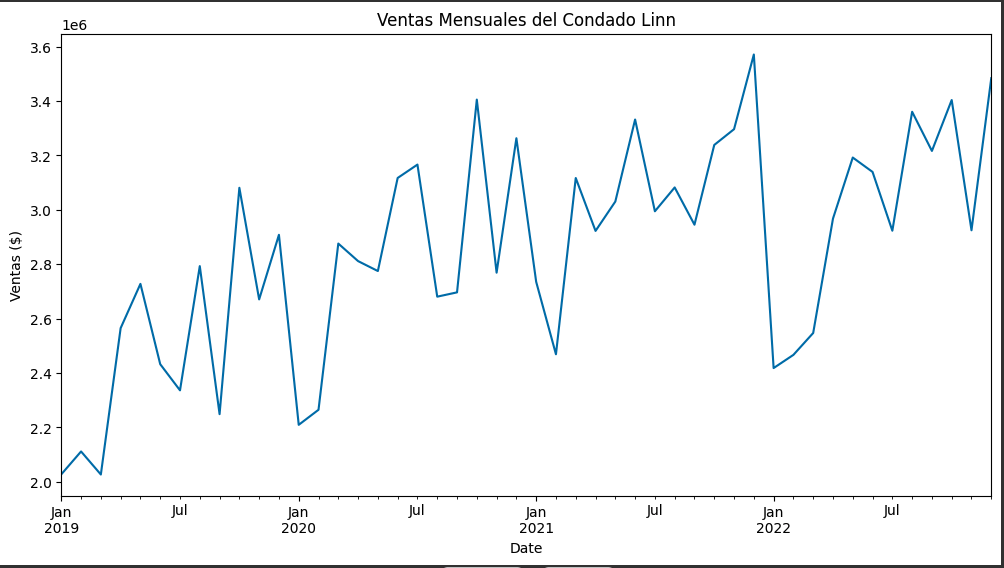 Ventas Mensuales del Condado Linn
1e6
3.6
3.4
3.2
3.0
2.8
2.6
2.4
2.2
2.0
Ventas ($)
Jan Jul Jan Jul Jan Jul Jan Jul
2019 2020 2021 2022
Date